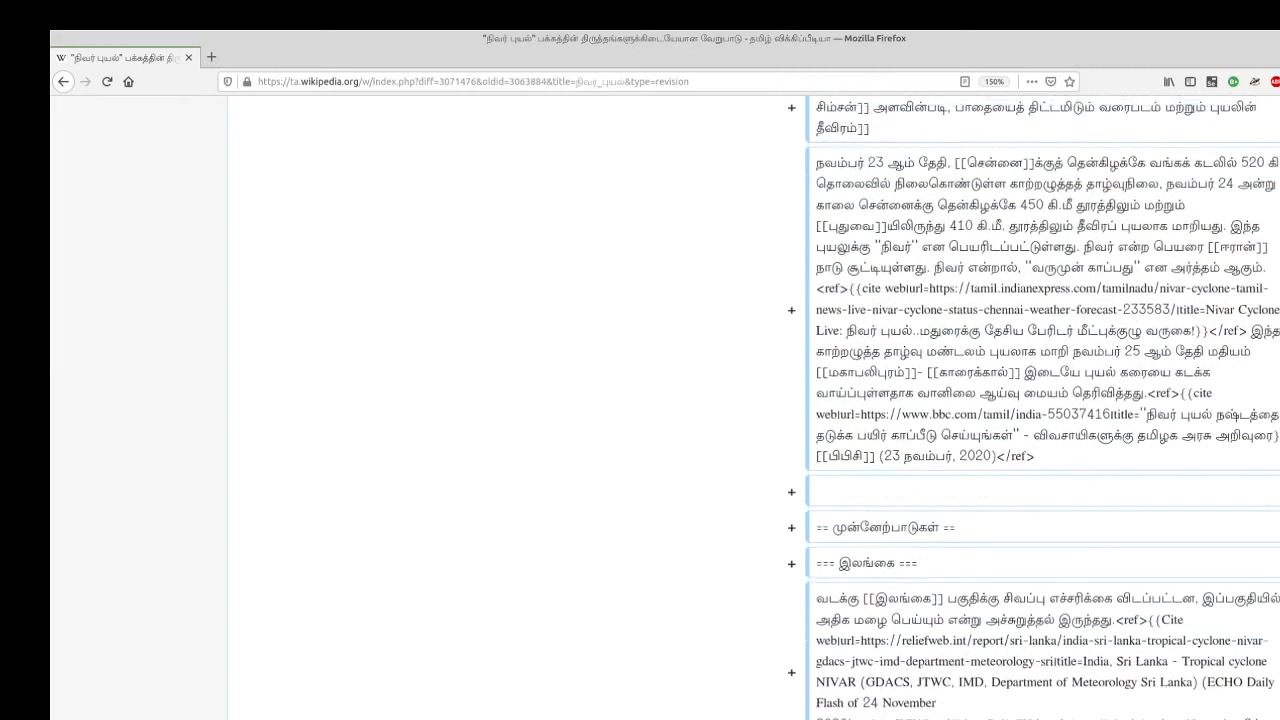 "நிவர் புயல்" பக்கத்தின் திருத்தங்களுக்கிடையேயான வேறுபாடு - தமிழ் விக்கிப்பீடியா — Mozilla Firefox
W "நிவர் புயல்" பக்கத்தின் திரு
https://ta.wikipedia.org/w/index.php?diff=3071476&oldid=3063884&title=நிவர்_புயல்&type=revision
150%
சிம்சன்]] அளவின்படி, பாதையைத் திட்டமிடும் வரைபடம் மற்றும் புயலின்
தீவிரம்]]
நவம்பர் 23 ஆம் தேதி, [[சென்னை]]க்குத் தென்கிழக்கே வங்கக் கடலில் 520 கி
தொலைவில் நிலைகொண்டுள்ள காற்றழுத்தத் தாழ்வுநிலை, நவம்பர் 24 அன்று
காலை சென்னைக்கு தென்கிழக்கே 450 கி.மீ தூரத்திலும் மற்றும்
[[புதுவை]]யிலிருந்து 410 கி.மீ. தூரத்திலும் தீவிரப் புயலாக மாறியது. இந்த
புயலுக்கு "நிவர்" என பெயரிடப்பட்டுள்ளது. நிவர் என்ற பெயரை [[ஈரான்]]
நாடு சூட்டியுள்ளது. நிவர் என்றால், "வருமுன் காப்பது" என அர்த்தம் ஆகும்.
<ref>{{cite web|url=https://tamil.indianexpress.com/tamilnadu/nivar-cyclone-tamil-
news-live-nivar-cyclone-status-chennai-weather-forecast-233583/|title=Nivar Cyclone
Live: நிவர் புயல்..மதுரைக்கு தேசிய பேரிடர் மீட்புக்குழு வருகை!}}</ref> இந்த
காற்றழுத்த தாழ்வு மண்டலம் புயலாக மாறி நவம்பர் 25 ஆம் தேதி மதியம்
[[மகாபலிபுரம்]]- [[காரைக்கால்]] இடையே புயல் கரையை கடக்க
வாய்ப்புள்ளதாக வானிலை ஆய்வு மையம் தெரிவித்தது.<ref>{{cite
web|url=https://www.bbc.com/tamil/india-55037416|title="நிவர் புயல் நஷ்டத்தை
தடுக்க பயிர் காப்பீடு செய்யுங்கள்" - விவசாயிகளுக்கு தமிழக அரசு அறிவுரை}
[[பிபிசி]] (23 நவம்பர், 2020)</ref>
== முன்னேற்பாடுகள் ==
=== இலங்கை ===
வடக்கு [[இலங்கை]] பகுதிக்கு சிவப்பு எச்சரிக்கை விடப்பட்டன, இப்பகுதியில்
அதிக மழை பெய்யும் என்று அச்சுறுத்தல் இருந்தது.<ref>{{Cite
web|url=https://reliefweb.int/report/sri-lanka/india-sri-lanka-tropical-cyclone-nivar-
gdacs-jtwc-imd-department-meteorology-sri|title=India, Sri Lanka - Tropical cyclone
NIVAR (GDACS, JTWC, IMD, Department of Meteorology Sri Lanka) (ECHO Daily
Flash of 24 November